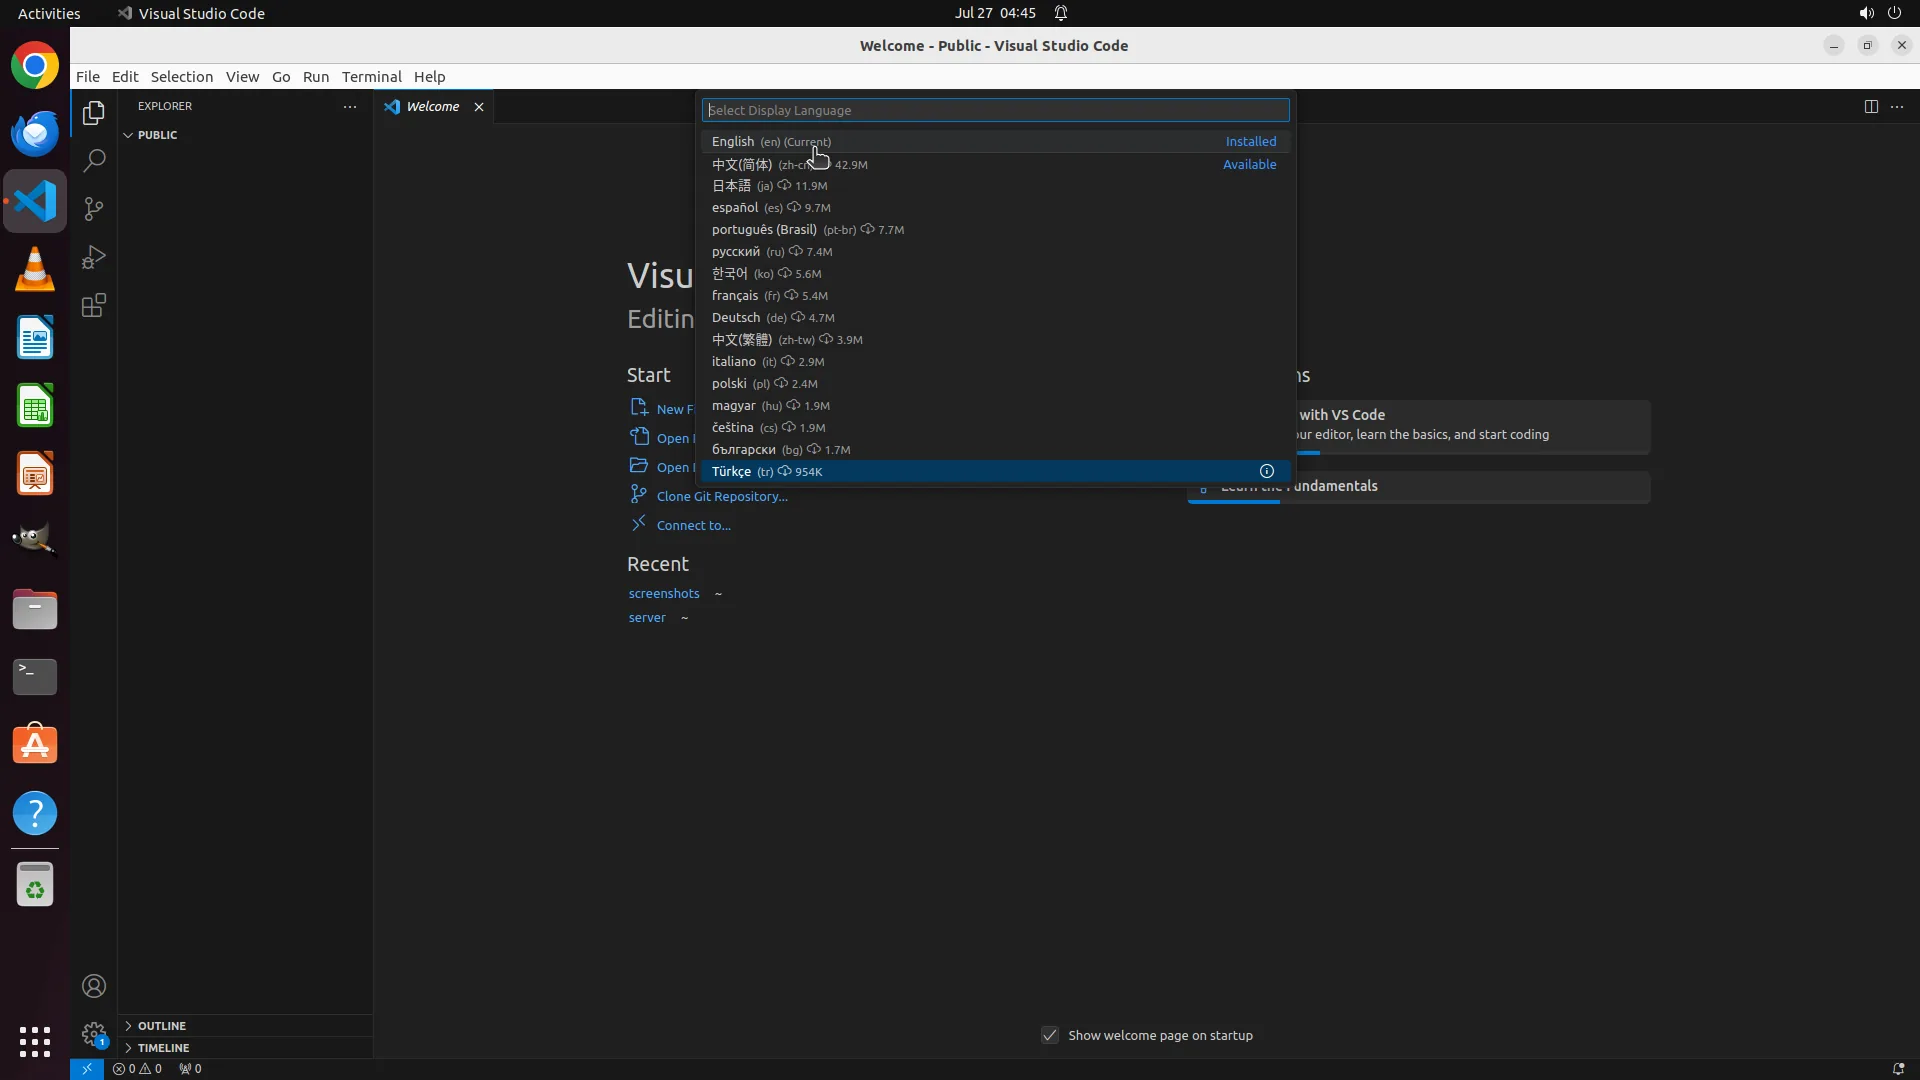 Activities
Visual Studio Code
Jul 27 04:45
Welcome - Public - Visual Studio Code
File Edit Selection View Go Run Terminal Help
EXPLORER
Welcome
Select Display Language
PUBLIC
English (en) (Current) Installed
中文(简体) 42.9M Available
日本語 (ja) 11.9M
español (es) 9.7M
português (Brasil) (pt-br) 7.7M
русский (ru) 7.4M
한국어 (ko) 5.6M
français (fr) 5.4M
Deutsch (de) 4.7M
中文(繁體) (zh-tw) 3.9M
italiano (it) 2.9M
polski (pl) 2.4M
magyar (hu) 1.9M
čeština (cs) 1.9M
български (bg) 1.7M
Türkçe (tr) 954K
Visu
Editin
Start
New F
Open
Open
Clone Git Repository...
Connect to...
Recent
screenshots ~
server ~
ns
with VS Code
our editor, learn the basics, and start coding
Learn the Fundamentals
Show welcome page on startup
OUTLINE
TIMELINE
1
0 0 0